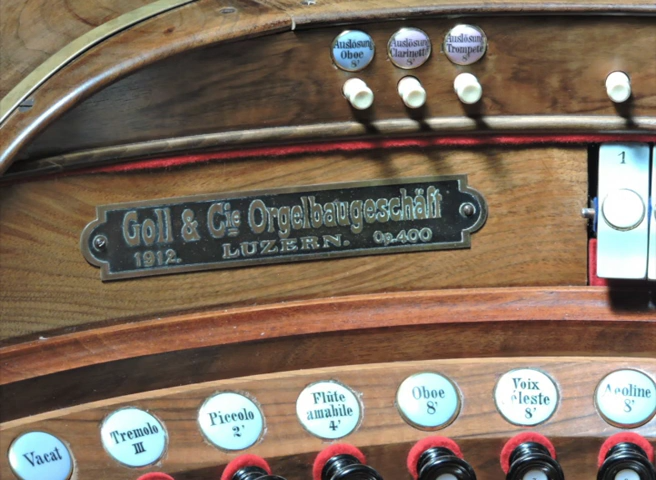 Auslösung
Oboe
8'
Auslösung
Clarinett
8'
Auslösung
Trompete
8'
1
Goll & Cie Orgelbaugeschäft
1912. LUZERN. Op.400
Vacat
Tremolo
III
Piccolo
2'
Flûte
amabile
4'
Oboe
8'
Voix
éleste
8'
Aeoline
8'